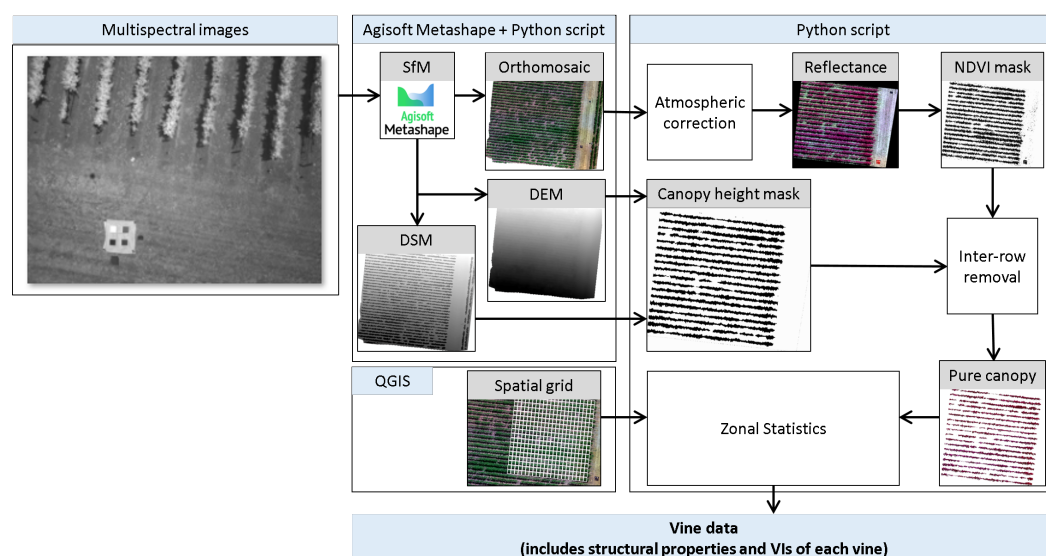 Multispectral images
Agisoft Metashape + Python script
Python script
SfM
Agisoft
Metashape
Orthomosaic
Atmospheric
correction
Reflectance
NDVI mask
DEM
Canopy height mask
DSM
Inter-row
removal
QGIS
Spatial grid
Zonal Statistics
Pure canopy
Vine data
(includes structural properties and VIs of each vine)